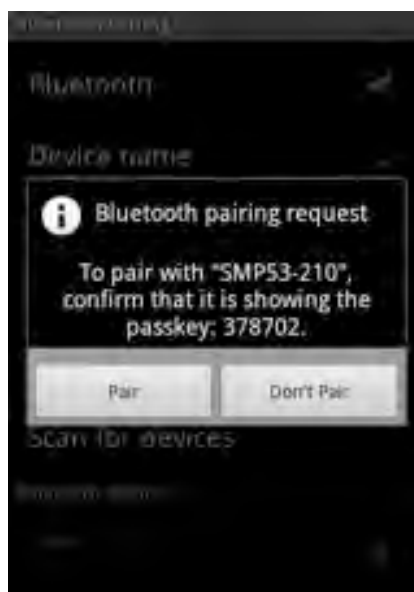 Bluetooth
Device name
Bluetooth pairing request
To pair with "SMP53-210",
confirm that it is showing the
passkey: 378702.
Pair
Don't Pair
Scan for devices